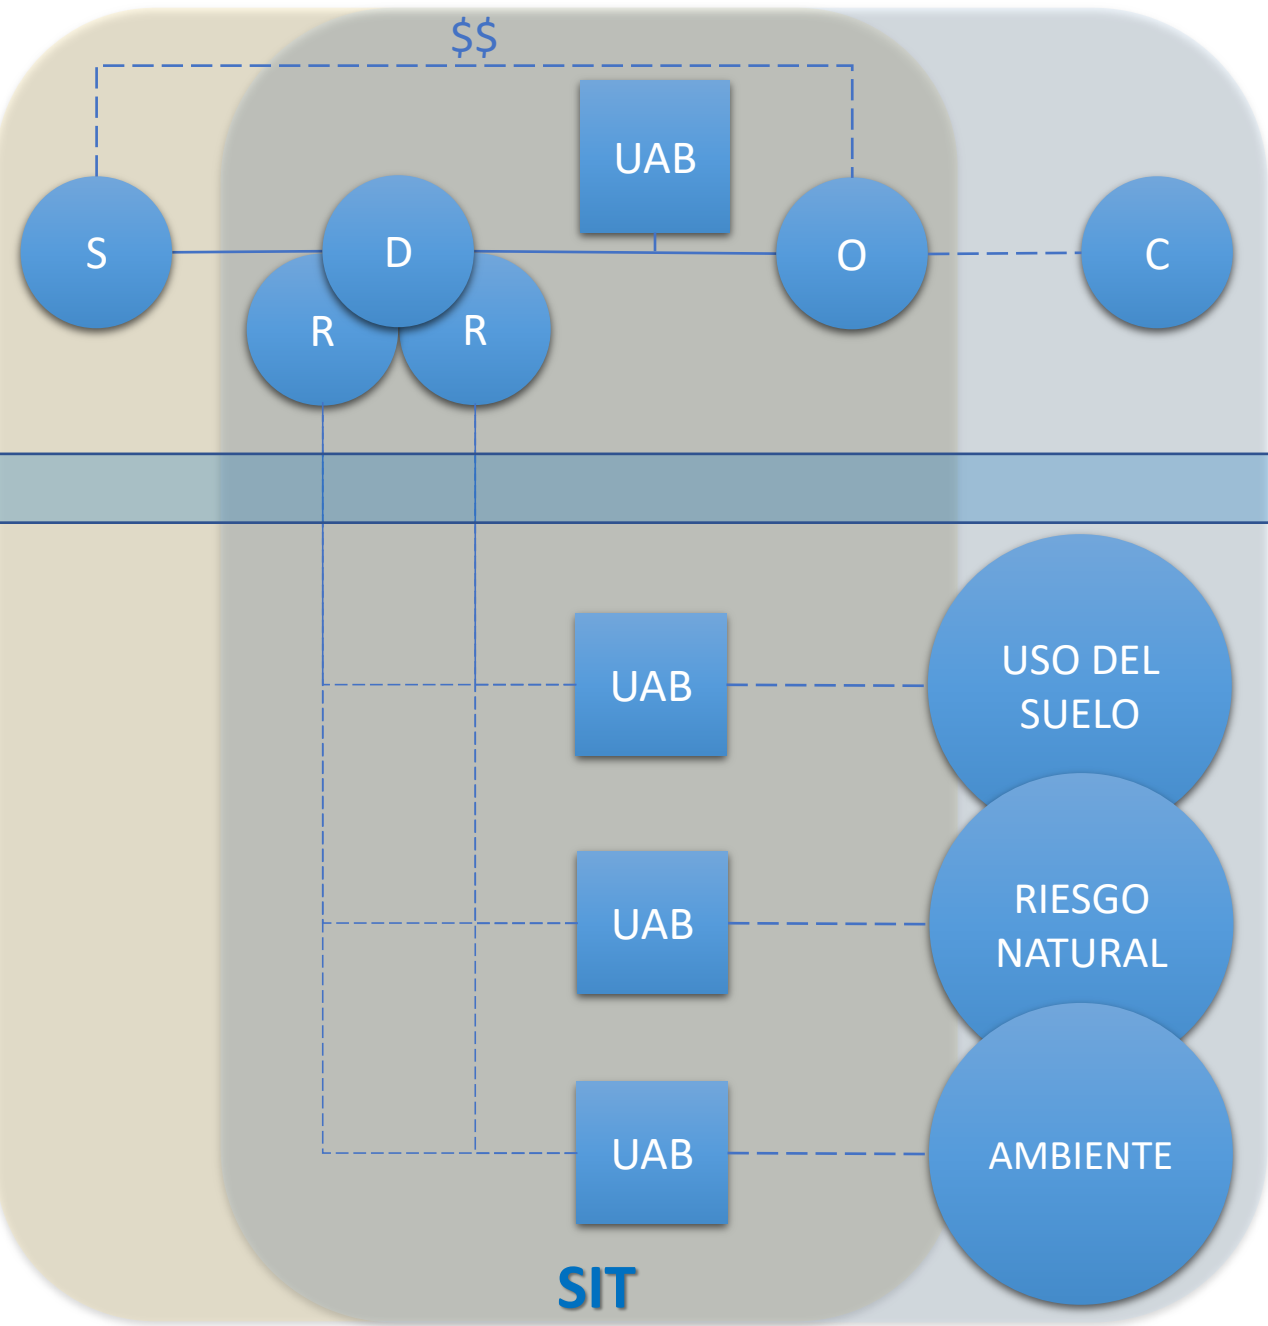 $$
UAB
S
D
O
C
R
R
UAB
USO DEL
SUELO
UAB
RIESGO
NATURAL
UAB
AMBIENTE
SIT